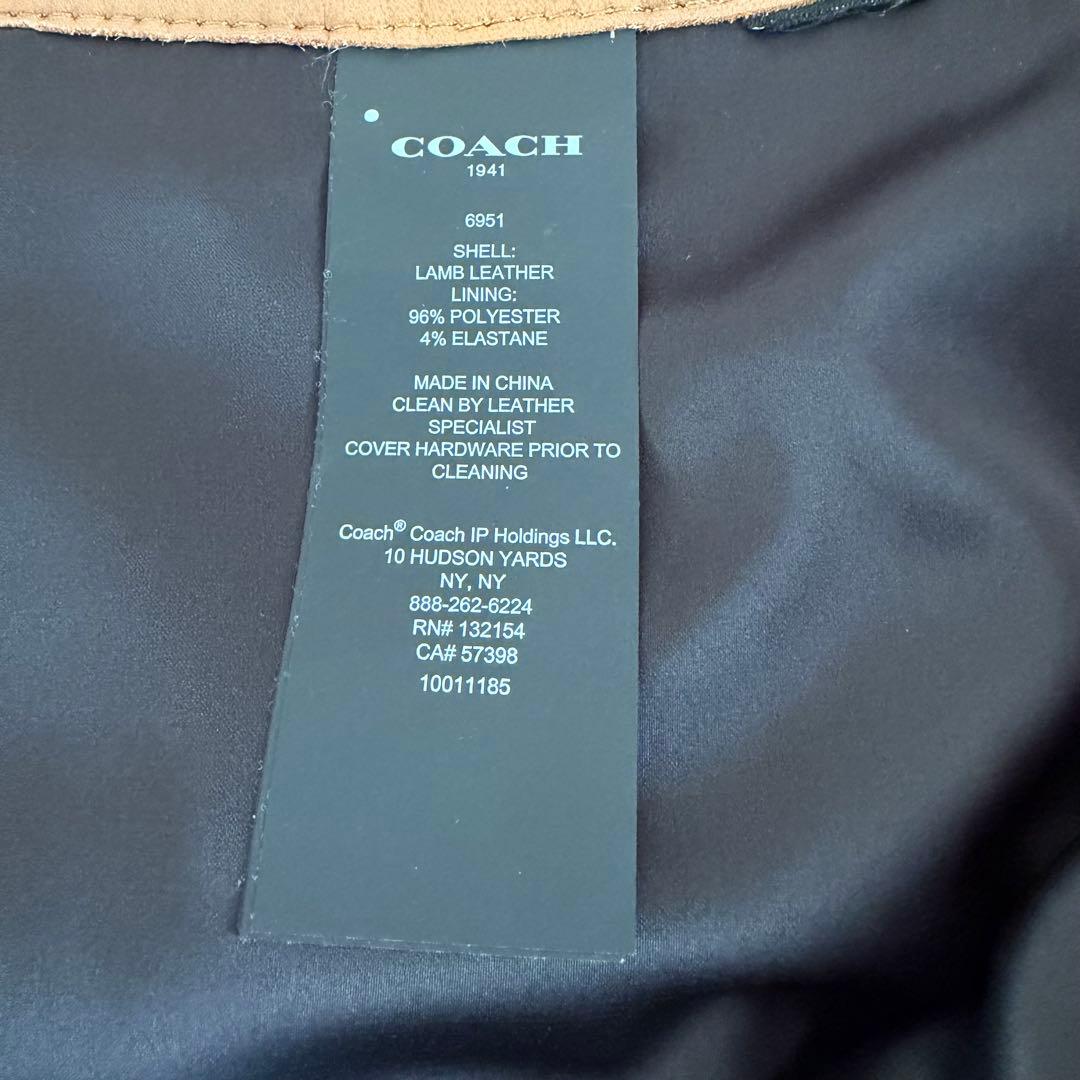 COACH
1941
6951
SHELL:
LAMB LEATHER
LINING:
96% POLYESTER
4% ELASTANE
MADE IN CHINA
CLEAN BY LEATHER
SPECIALIST
COVER HARDWARE PRIOR TO
CLEANING
Coach® Coach IP Holdings LLC.
10 HUDSON YARDS
NY, NY
888-262-6224
RN# 132154
CA# 57398
10011185